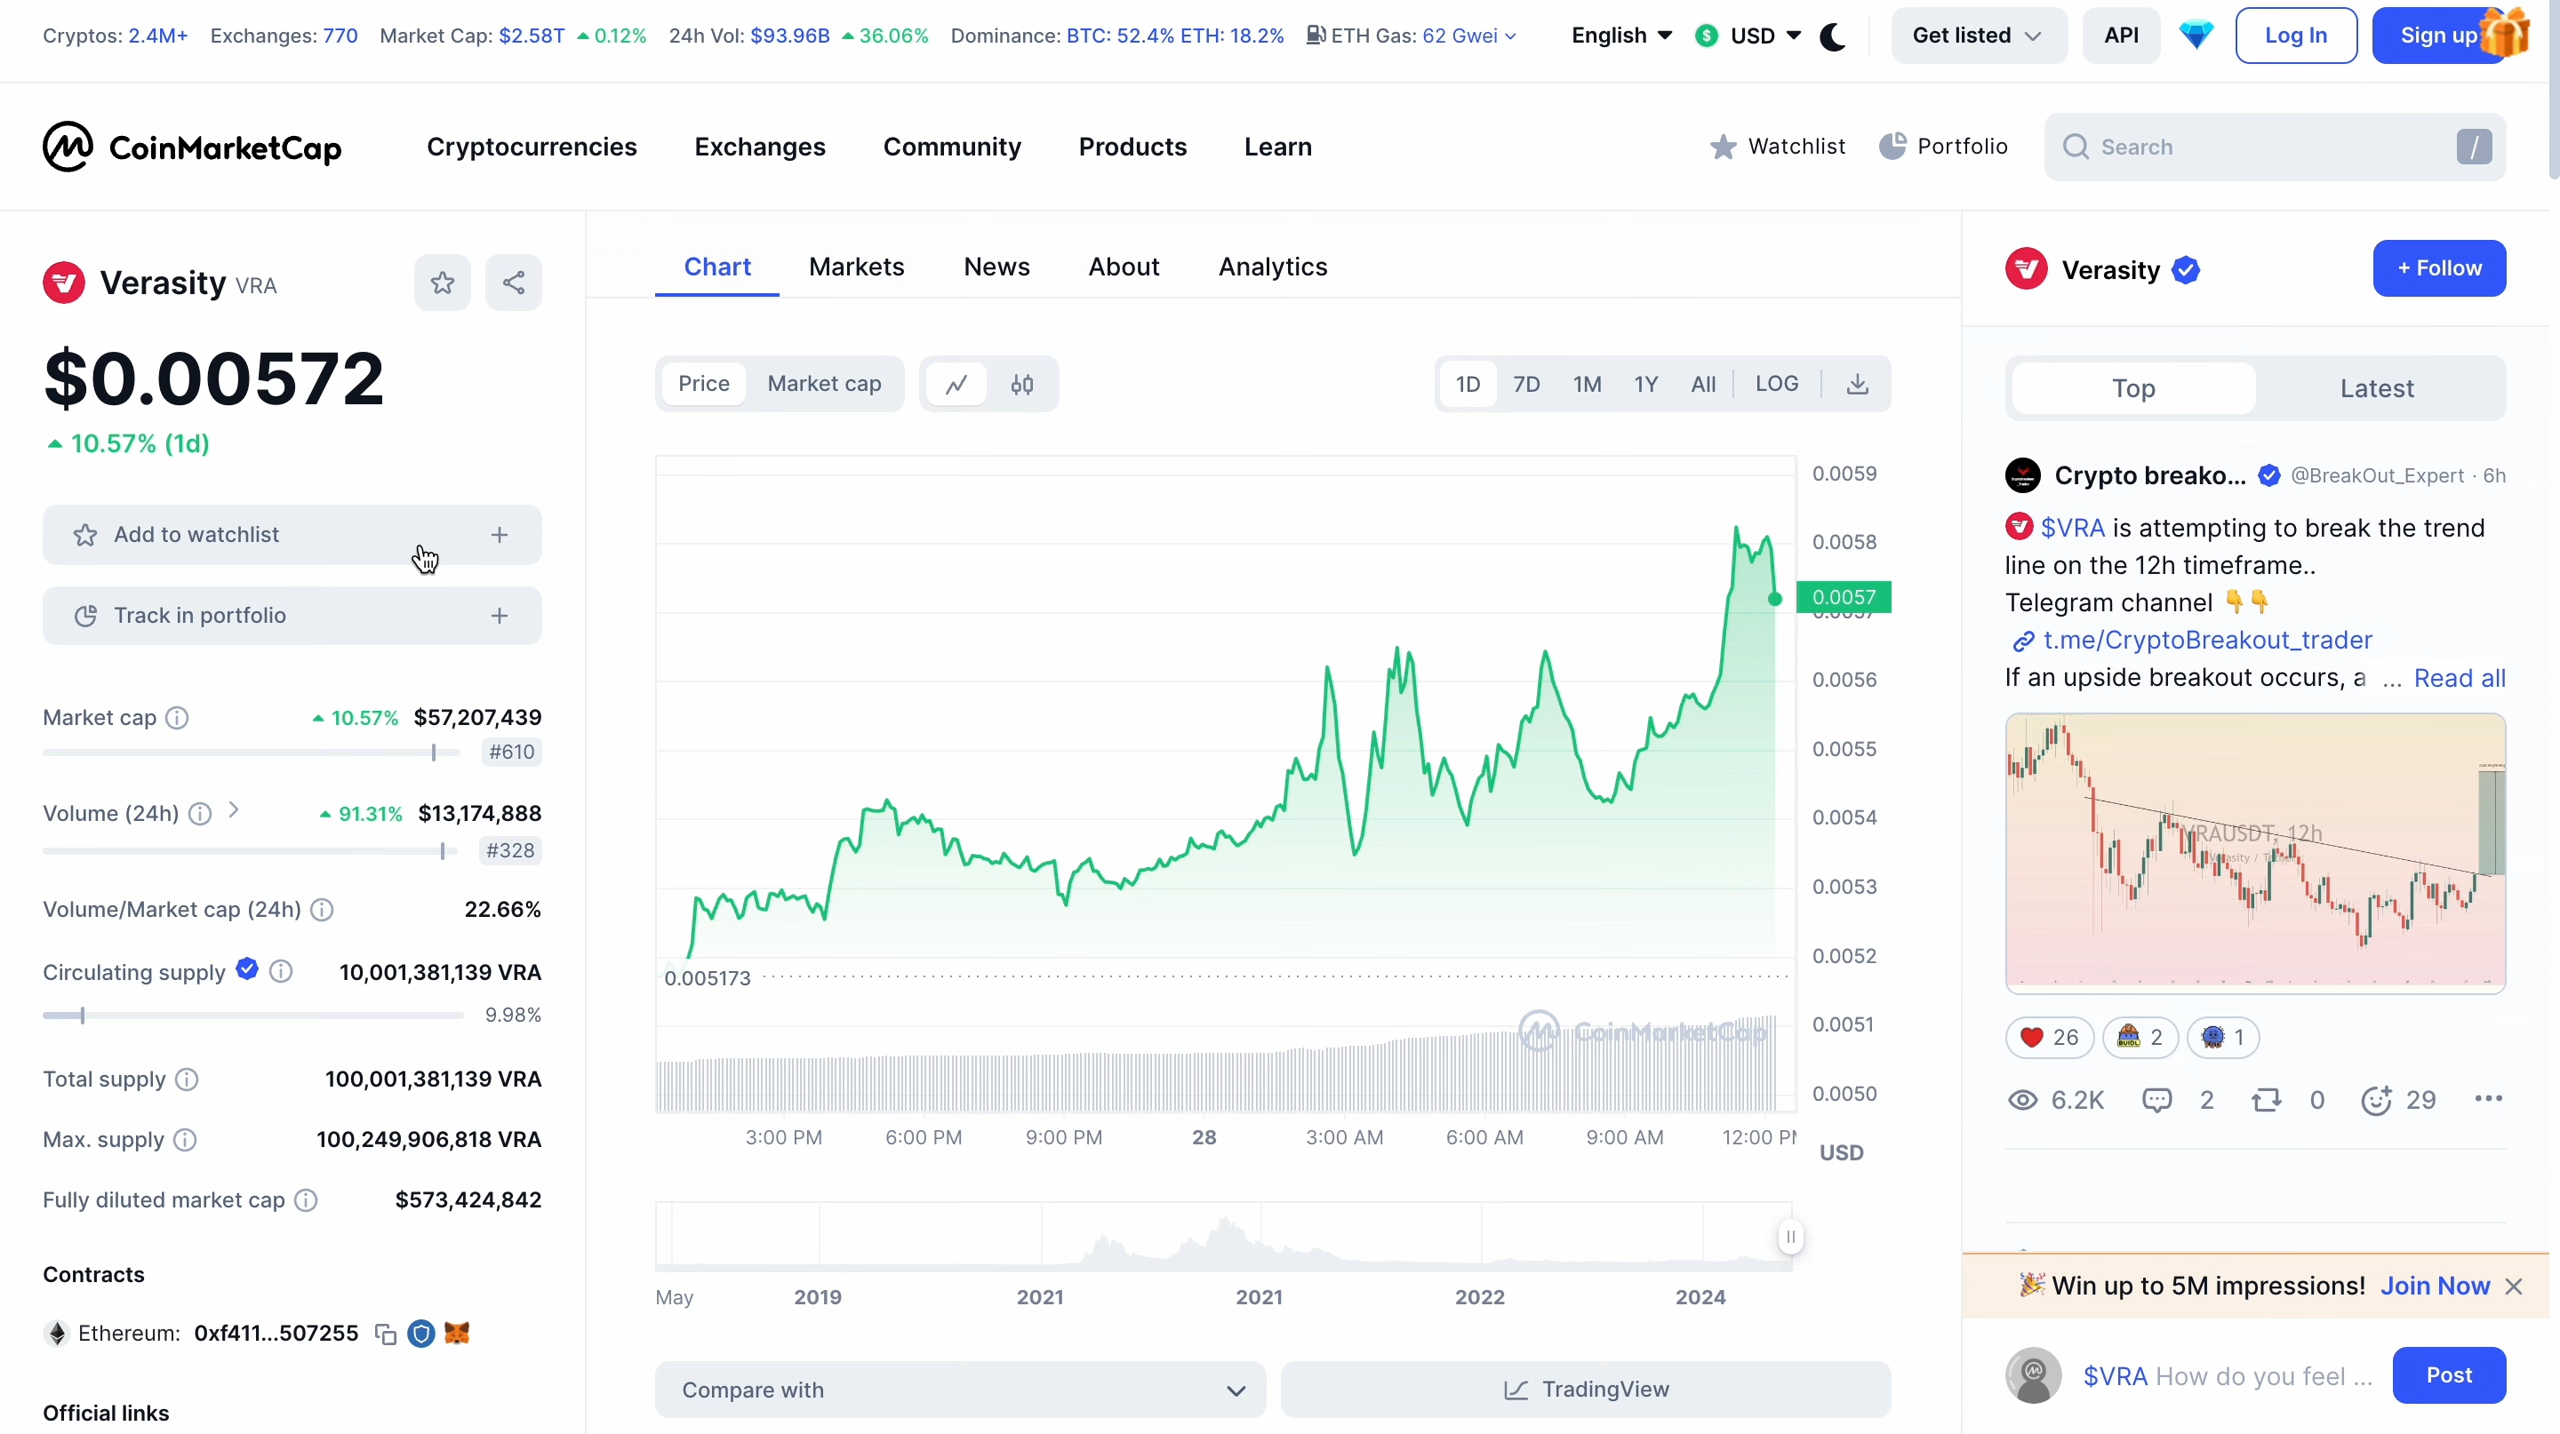 Cryptos: 2.4M+ Exchanges: 770 Market Cap: $2.58T 0.12% 24h Vol: $93.96B 36.06% Dominance: BTC: 52.4% ETH: 18.2% ETH Gas: 62 Gwei English USD Get listed API Log In Sign up
CoinMarketCap Cryptocurrencies Exchanges Community Products Learn Watchlist Portfolio Search /
Verasity VRA
$0.00572
10.57% (1d)
Add to watchlist +
Track in portfolio +
Market cap 10.57% $57,207,439
#610
Volume (24h) 91.31% $13,174,888
#328
Volume/Market cap (24h) 22.66%
Circulating supply 10,001,381,139 VRA
9.98%
Total supply 100,001,381,139 VRA
Max. supply 100,249,906,818 VRA
Fully diluted market cap $573,424,842
Contracts
Ethereum: 0xf411...507255
Official links
Chart Markets News About Analytics
Price Market cap 1D 7D 1M 1Y All LOG
0.0059
0.0058
0.0057
0.0056
0.0055
0.0054
0.0053
0.0052
0.005173
CoinMarketCap
0.0051
0.0050
3:00 PM 6:00 PM 9:00 PM 28 3:00 AM 6:00 AM 9:00 AM 12:00 PM
USD
May 2019 2021 2021 2022 2024
Compare with TradingView
Verasity + Follow
Top Latest
Crypto breako... @BreakOut_Expert · 6h
$VRA is attempting to break the trend
line on the 12h timeframe..
Telegram channel 👇👇
t.me/CryptoBreakout_trader
If an upside breakout occurs, a ... Read all
VRAUSDT, 12h
Verasity / Tether
26 BUIDL 2 1
6.2K 2 0 29
Win up to 5M impressions! Join Now
$VRA How do you feel ... Post